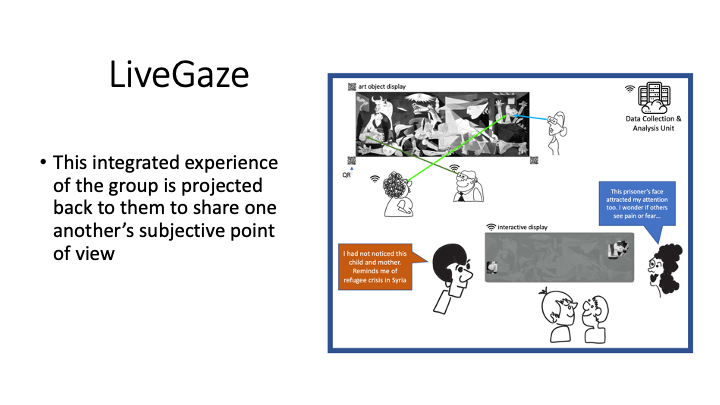 LiveGaze
• This integrated experience
of the group is projected
back to them to share one
another's subjective point
of view
art object display
Data Collection &
Analysis Unit
QR
This prisoner's face
attracted my attention
too. I wonder if others
see pain or fear...
interactive display
I had not noticed this
child and mother.
Reminds me of
refugee crisis in Syria